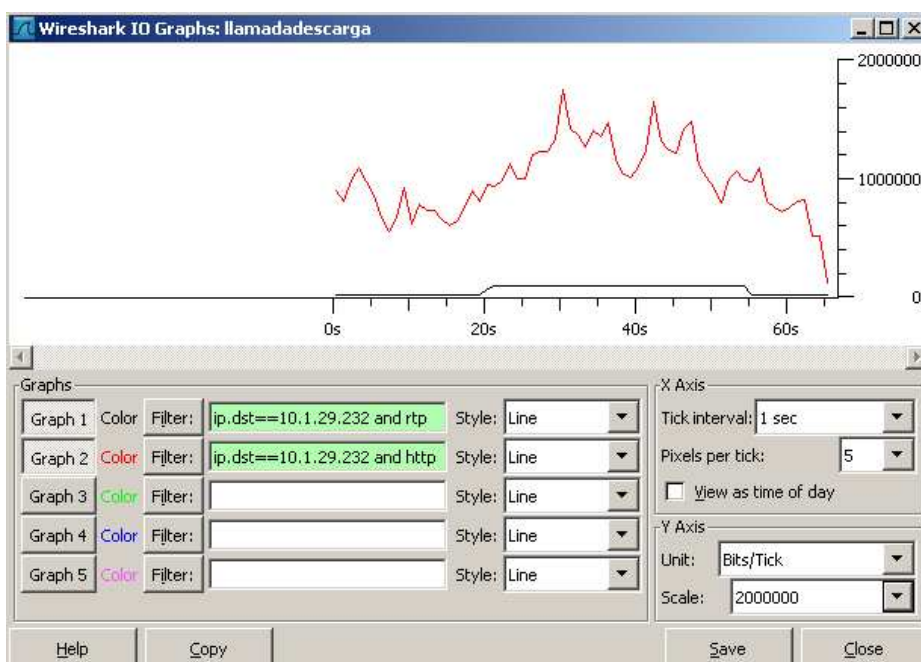 Wireshark IO Graphs: llamadadescarga
2000000
1000000
0
0s 20s 40s 60s
Graphs
Graph 1 Color Filter: ip.dst==10.1.29.232 and rtp Style: Line
Graph 2 Color Filter: ip.dst==10.1.29.232 and http Style: Line
Graph 3 Color Filter: Style: Line
Graph 4 Color Filter: Style: Line
Graph 5 Color Filter: Style: Line
X Axis
Tick interval: 1 sec
Pixels per tick: 5
View as time of day
Y Axis
Unit: Bits/Tick
Scale: 2000000
Help Copy Save Close